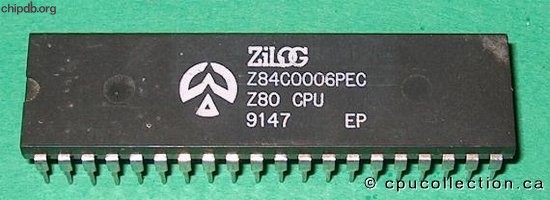 chipdb.org
ZiLOG
Z84C0006PEC
Z80 CPU
9147 EP
© cpucollection.ca